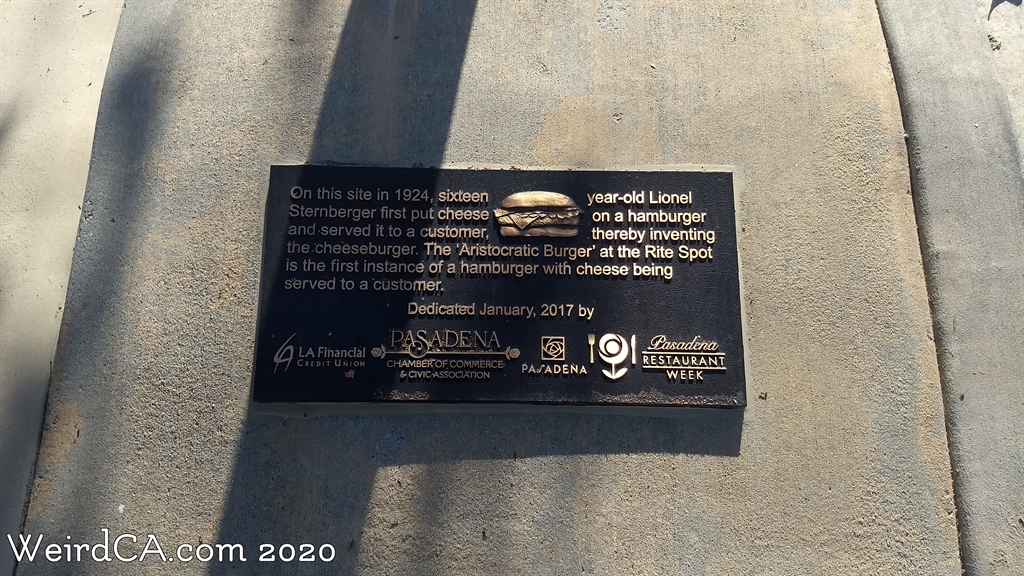 On this site in 1924, sixteen year-old Lionel
Sternberger first put cheese on a hamburger
and served it to a customer, thereby inventing
the cheeseburger. The 'Aristocratic Burger' at the Rite Spot
is the first instance of a hamburger with cheese being
served to a customer.
Dedicated January, 2017 by
LA Financial
CREDIT UNION
PASADENA
CHAMBER OF COMMERCE
& CIVIC ASSOCIATION
PASADENA
Pasadena
RESTAURANT
WEEK
WeirdCA.com 2020